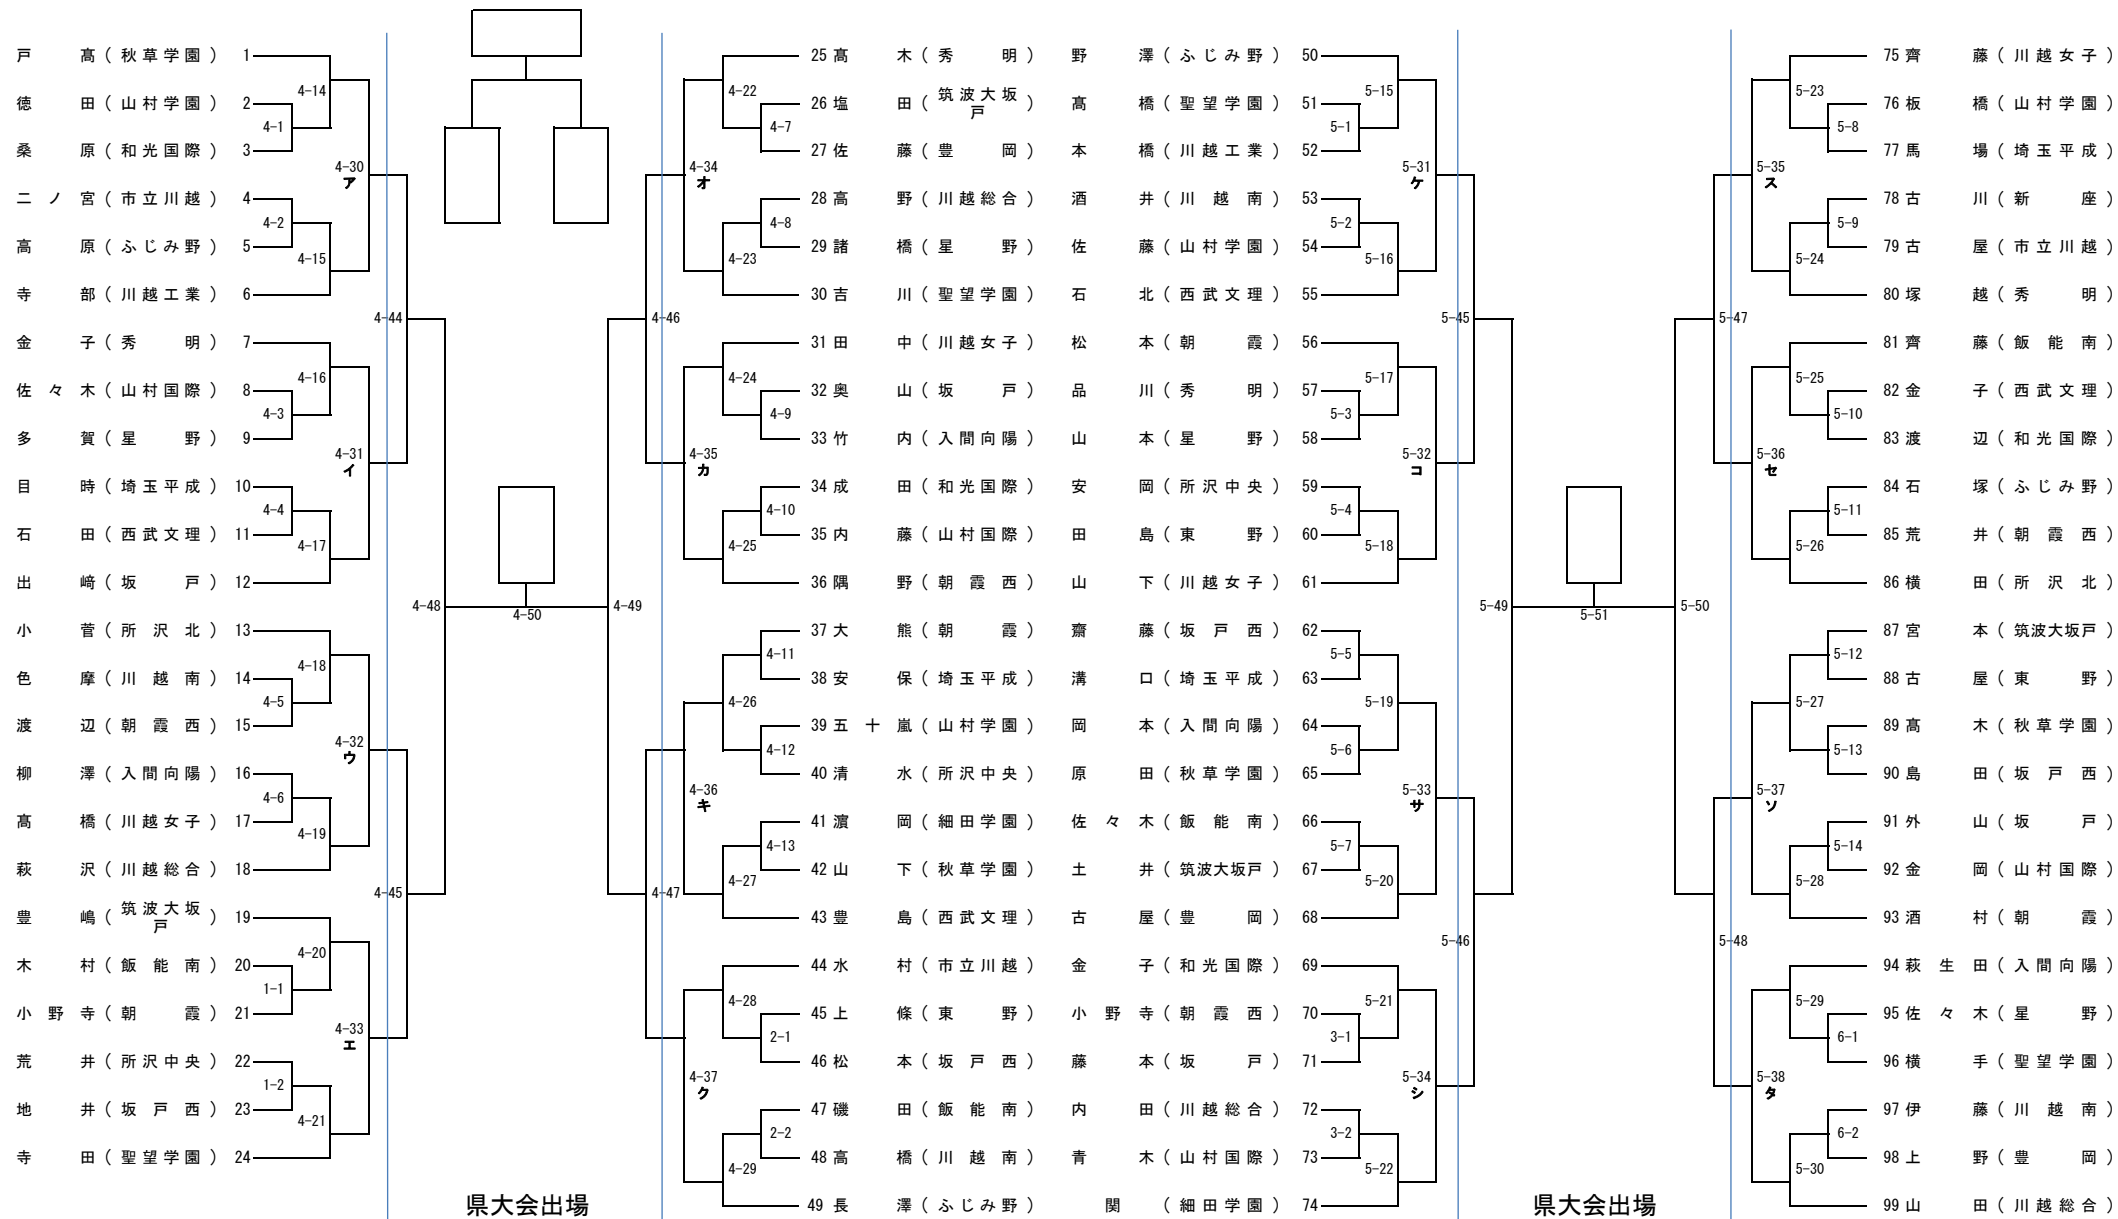 戸髙(秋草学園) 1
徳田(山村学園) 2
桑原(和光国際) 3
二ノ宮(市立川越) 4
高原(ふじみ野) 5
寺部(川越工業) 6
金子(秀明) 7
佐々木(山村国際) 8
多賀(星野) 9
目時(埼玉平成) 10
石田(西武文理) 11
出﨑(坂戸) 12
小菅(所沢北) 13
色摩(川越南) 14
渡辺(朝霞西) 15
柳澤(入間向陽) 16
髙橋(川越女子) 17
萩沢(川越総合) 18
豊嶋(筑波大坂戸) 19
木村(飯能南) 20
小野寺(朝霞) 21
荒井(所沢中央) 22
地井(坂戸西) 23
寺田(聖望学園) 24
4-1
4-2
4-3
4-4
4-5
4-6
1-1
1-2
4-14
4-15
4-16
4-17
4-18
4-19
4-20
4-21
4-30
ア
4-31
イ
4-32
ウ
4-33
エ
4-44
4-45
4-48
4-50
4-49
4-46
4-47
県大会出場
4-34
オ
4-35
カ
4-36
キ
4-37
ク
4-22
4-23
4-24
4-25
4-26
4-27
4-28
4-29
4-7
4-8
4-9
4-10
4-11
4-12
4-13
2-1
2-2
25 髙木(秀明)
26 塩田(筑波大坂戸)
27 佐藤(豊岡)
28 高野(川越総合)
29 諸橋(星野)
30 吉川(聖望学園)
31 田中(川越女子)
32 奥山(坂戸)
33 竹内(入間向陽)
34 成田(和光国際)
35 内藤(山村国際)
36 隅野(朝霞西)
37 大熊(朝霞)
38 安保(埼玉平成)
39 五十嵐(山村学園)
40 清水(所沢中央)
41 濵岡(細田学園)
42 山下(秋草学園)
43 豊島(西武文理)
44 水村(市立川越)
45 上條(東野)
46 松本(坂戸西)
47 磯田(飯能南)
48 高橋(川越南)
49 長澤(ふじみ野)
野澤(ふじみ野) 50
髙橋(聖望学園) 51
本橋(川越工業) 52
酒井(川越南) 53
佐藤(山村学園) 54
石北(西武文理) 55
松本(朝霞) 56
品川(秀明) 57
山本(星野) 58
安岡(所沢中央) 59
田島(東野) 60
山下(川越女子) 61
齋藤(坂戸西) 62
溝口(埼玉平成) 63
岡本(入間向陽) 64
原田(秋草学園) 65
佐々木(飯能南) 66
土井(筑波大坂戸) 67
古屋(豊岡) 68
金子(和光国際) 69
小野寺(朝霞西) 70
藤本(坂戸) 71
内田(川越総合) 72
青木(山村国際) 73
関(細田学園) 74
5-1
5-2
5-3
5-4
5-5
5-6
5-7
3-1
3-2
5-15
5-16
5-17
5-18
5-19
5-20
5-21
5-22
5-31
ケ
5-32
コ
5-33
サ
5-34
シ
5-45
5-46
5-49
5-51
5-50
5-47
5-48
県大会出場
5-35
ス
5-36
セ
5-37
ソ
5-38
タ
5-23
5-24
5-25
5-26
5-27
5-28
5-29
5-30
5-8
5-9
5-10
5-11
5-12
5-13
5-14
6-1
6-2
75 齊藤(川越女子)
76 板橋(山村学園)
77 馬場(埼玉平成)
78 古川(新座)
79 古屋(市立川越)
80 塚越(秀明)
81 齊藤(飯能南)
82 金子(西武文理)
83 渡辺(和光国際)
84 石塚(ふじみ野)
85 荒井(朝霞西)
86 横田(所沢北)
87 宮本(筑波大坂戸)
88 古屋(東野)
89 髙木(秋草学園)
90 島田(坂戸西)
91 外山(坂戸)
92 金岡(山村国際)
93 酒村(朝霞)
94 萩生田(入間向陽)
95 佐々木(星野)
96 横手(聖望学園)
97 伊藤(川越南)
98 上野(豊岡)
99 山田(川越総合)